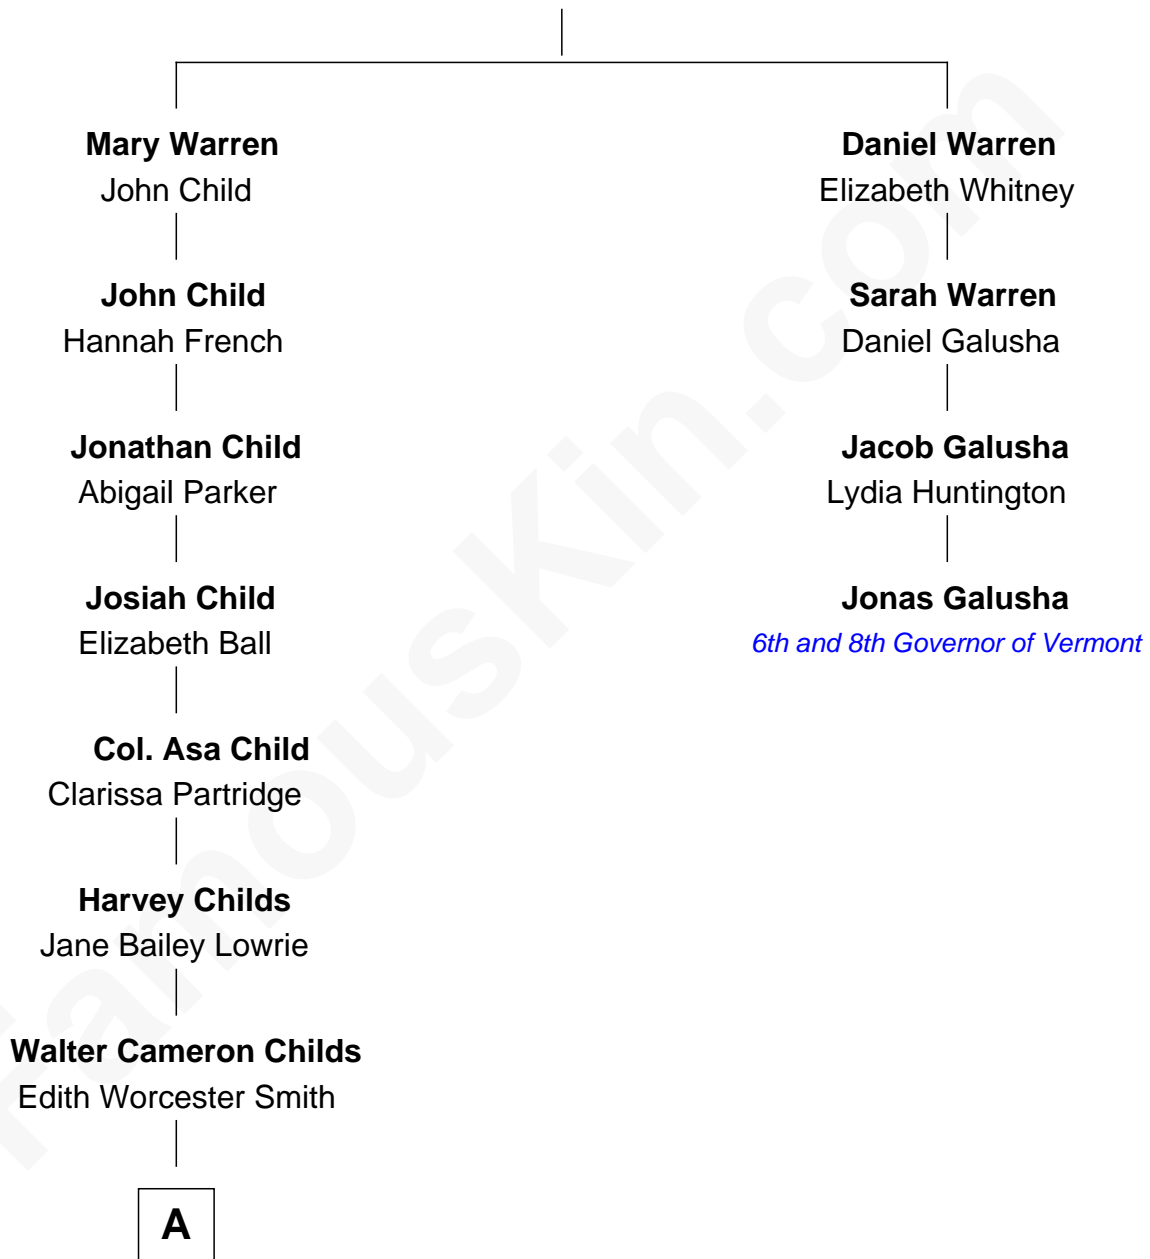 Mary Warren
John Child
Daniel Warren
Elizabeth Whitney
John Child
Hannah French
Sarah Warren
Daniel Galusha
Jonathan Child
Abigail Parker
Jacob Galusha
Lydia Huntington
Josiah Child
Elizabeth Ball
Jonas Galusha
6th and 8th Governor of Vermont
Col. Asa Child
Clarissa Partridge
Harvey Childs
Jane Bailey Lowrie
Walter Cameron Childs
Edith Worcester Smith
A
FamousKin.com